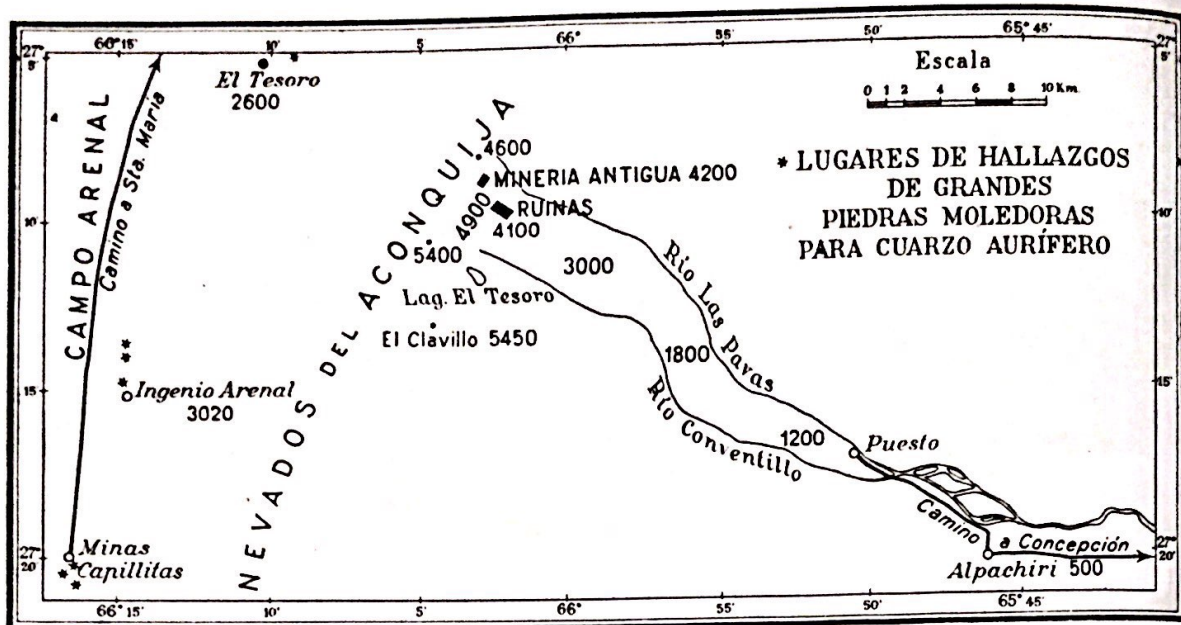 66° 15'
10'
5'
66°
55'
50'
65° 45'
27°
5'
5'
El Tesoro
2600
Escala
0 1 2 4 6 8 10 Km.
CAMPO ARENAL
Camino a Sta. Maria
NEVADOS DEL ACONQUIJA
4600
MINERIA ANTIGUA 4200
4900
RUINAS
4100
5400
* LUGARES DE HALLAZGOS
DE GRANDES
PIEDRAS MOLEDORAS
PARA CUARZO AURÍFERO
10'
10'
3000
Río Las Pavas
Lag. El Tesoro
El Clavillo 5450
1800
Ingenio Arenal
3020
15'
15'
Río Conventillo
1200
Puesto
Camino
a Concepción
Alpachiri 500
Minas
Capillitas
27°
20'
27°
20'
66° 15'
10'
5'
66°
55'
50'
65° 45'